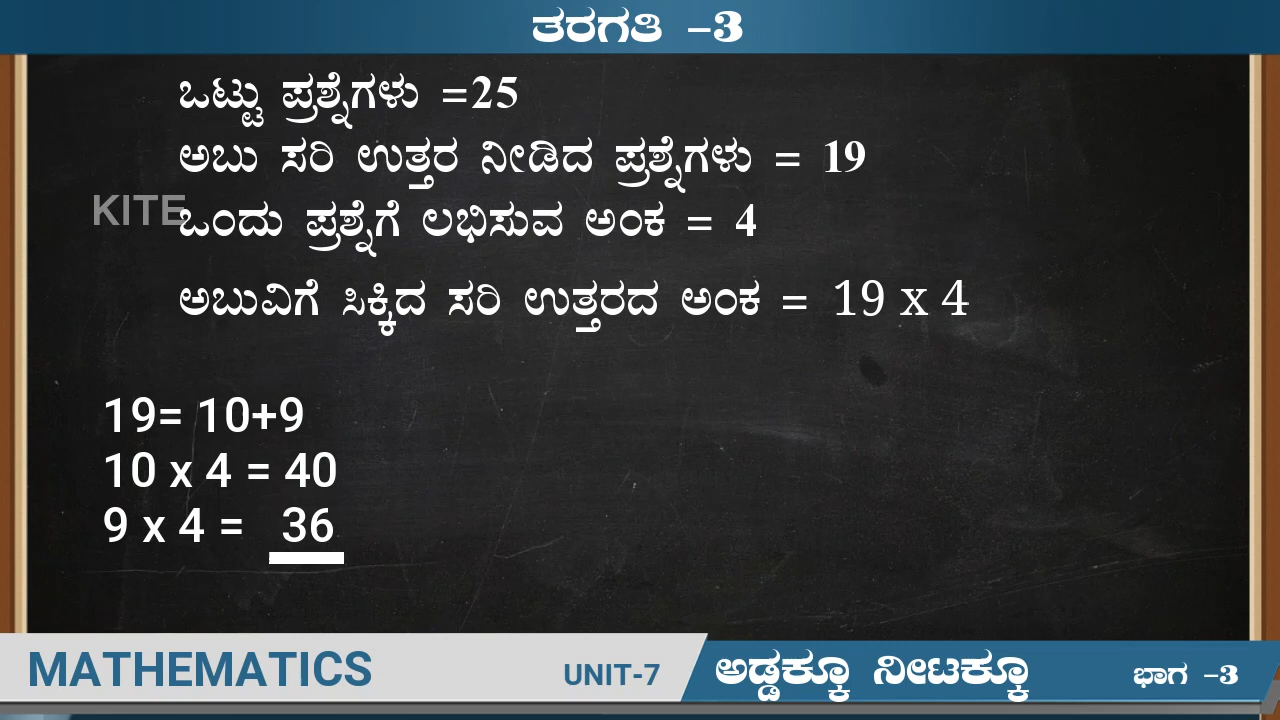 ತರಗತಿ -3
ಒಟ್ಟು ಪ್ರಶ್ನೆಗಳು =25
ಅಬು ಸರಿ ಉತ್ತರ ನೀಡಿದ ಪ್ರಶ್ನೆಗಳು = 19
KITE
ಒಂದು ಪ್ರಶ್ನೆಗೆ ಲಭಿಸುವ ಅಂಕ = 4
ಅಬುವಿಗೆ ಸಿಕ್ಕಿದ ಸರಿ ಉತ್ತರದ ಅಂಕ = 19 x 4
19= 10+9
10 x 4 = 40
9 x 4 = 36
MATHEMATICS UNIT-7 ಅಡ್ಡಕ್ಕೂ ನೀಟಕ್ಕೂ ಭಾಗ -3